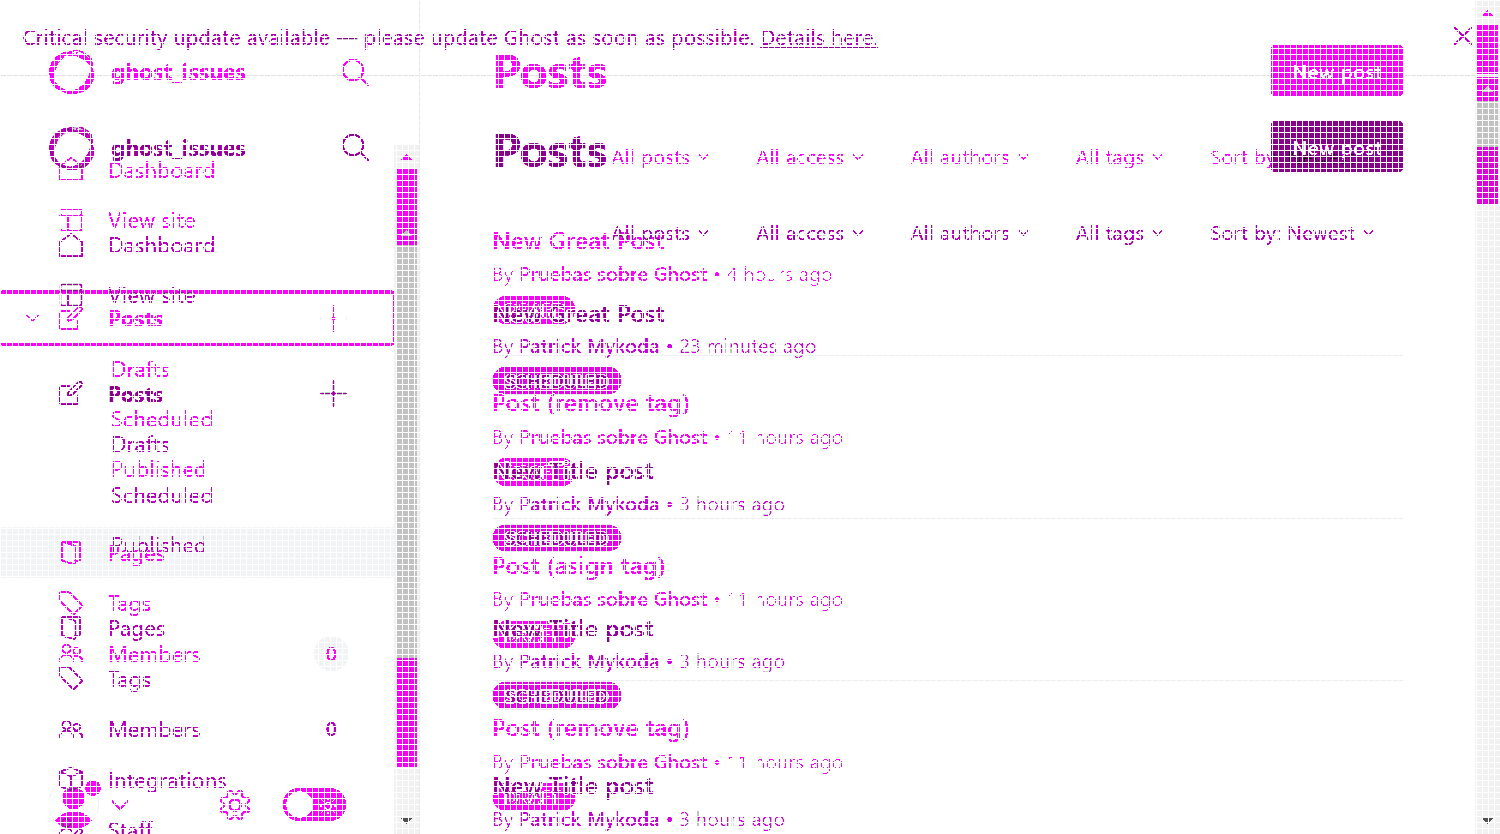 Critical security update available — please update Ghost as soon as possible. Details here.
ghost_issues
Posts
New post
ghost_issues
Posts
New post
All posts
All access
All authors
All tags
Sort by
Dashboard
View site
Dashboard
All posts
All access
All authors
All tags
Sort by: Newest
New Great Post
By Pruebas sobre Ghost • 4 hours ago
View site
Posts
New Great Post
By Patrick Mykoda • 23 minutes ago
Drafts
SCHEDULED
Posts
Post (remove tag)
Scheduled
By Pruebas sobre Ghost • 11 hours ago
Drafts
Published
New Title post
Scheduled
By Patrick Mykoda • 3 hours ago
SCHEDULED
Published
Pages
Post (asign tag)
Tags
By Pruebas sobre Ghost • 11 hours ago
Pages
New Title post
Members
0
By Patrick Mykoda • 3 hours ago
Tags
SCHEDULED
Members
0
Post (remove tag)
By Pruebas sobre Ghost • 11 hours ago
Integrations
New Title post
By Patrick Mykoda • 3 hours ago
Staff